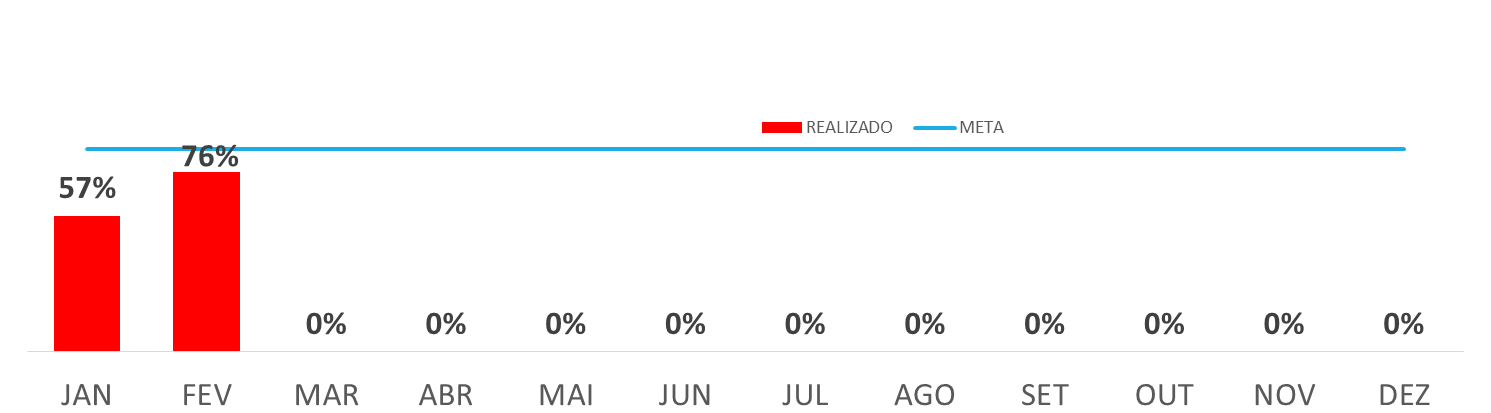 REALIZADO META
76%
57%
0% 0% 0% 0% 0% 0% 0% 0% 0% 0%
JAN FEV MAR ABR MAI JUN JUL AGO SET OUT NOV DEZ